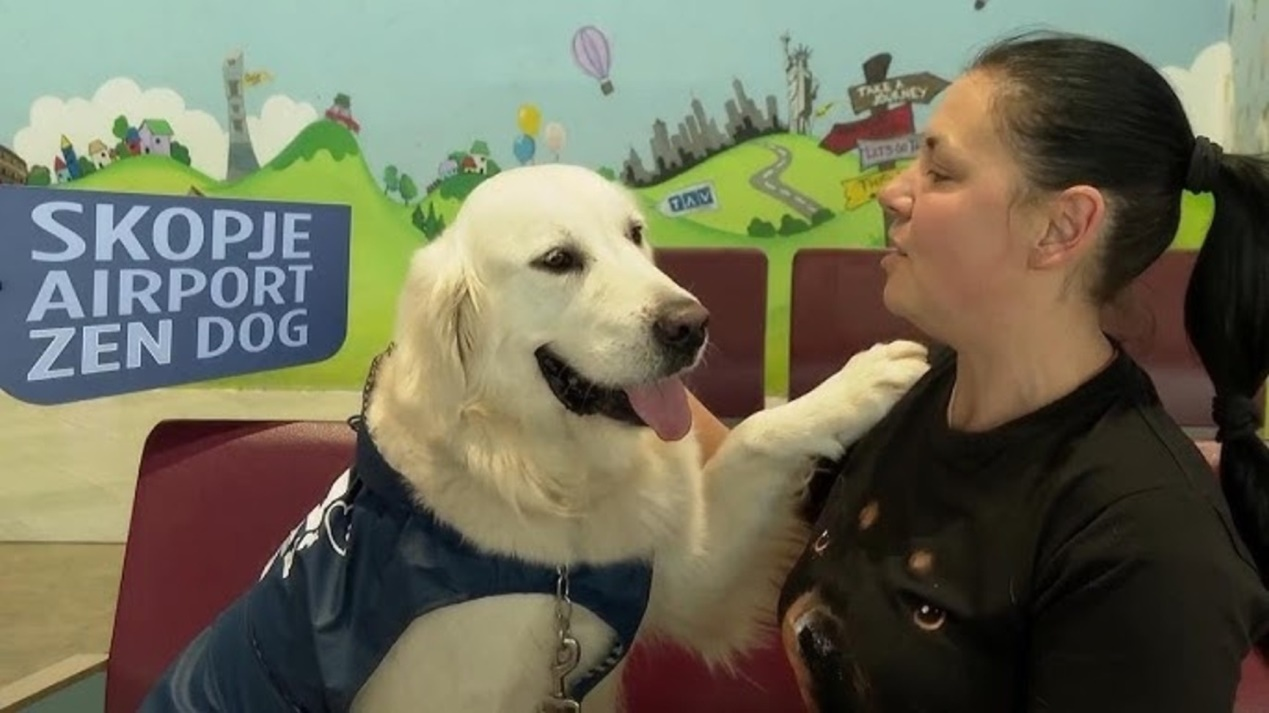 SKOPJE
AIRPORT
ZEN DOG
TAKE A
JOURNEY
TAV